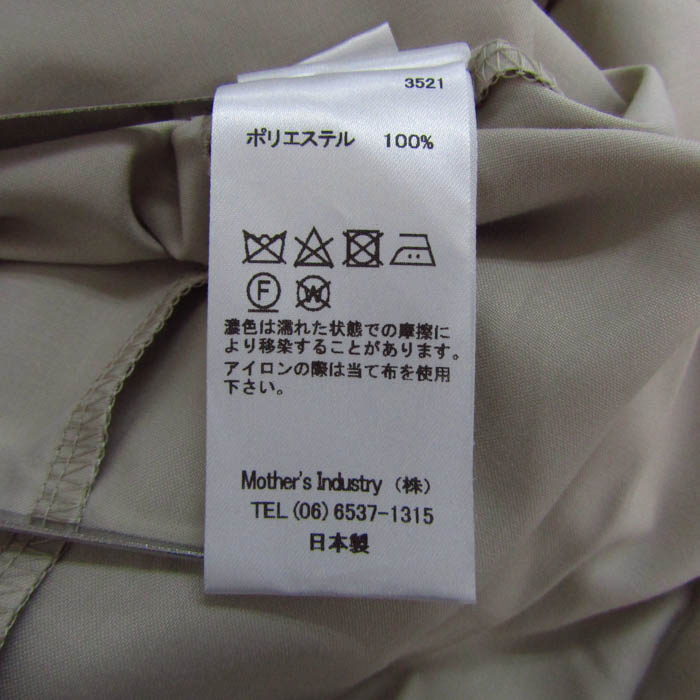 3521
ポリエステル 100%
F W
濃色は濡れた状態での摩擦に
より移染することがあります。
アイロンの際は当て布を使用
下さい。
Mother's Industry (株)
TEL(06)6537-1315
日本製